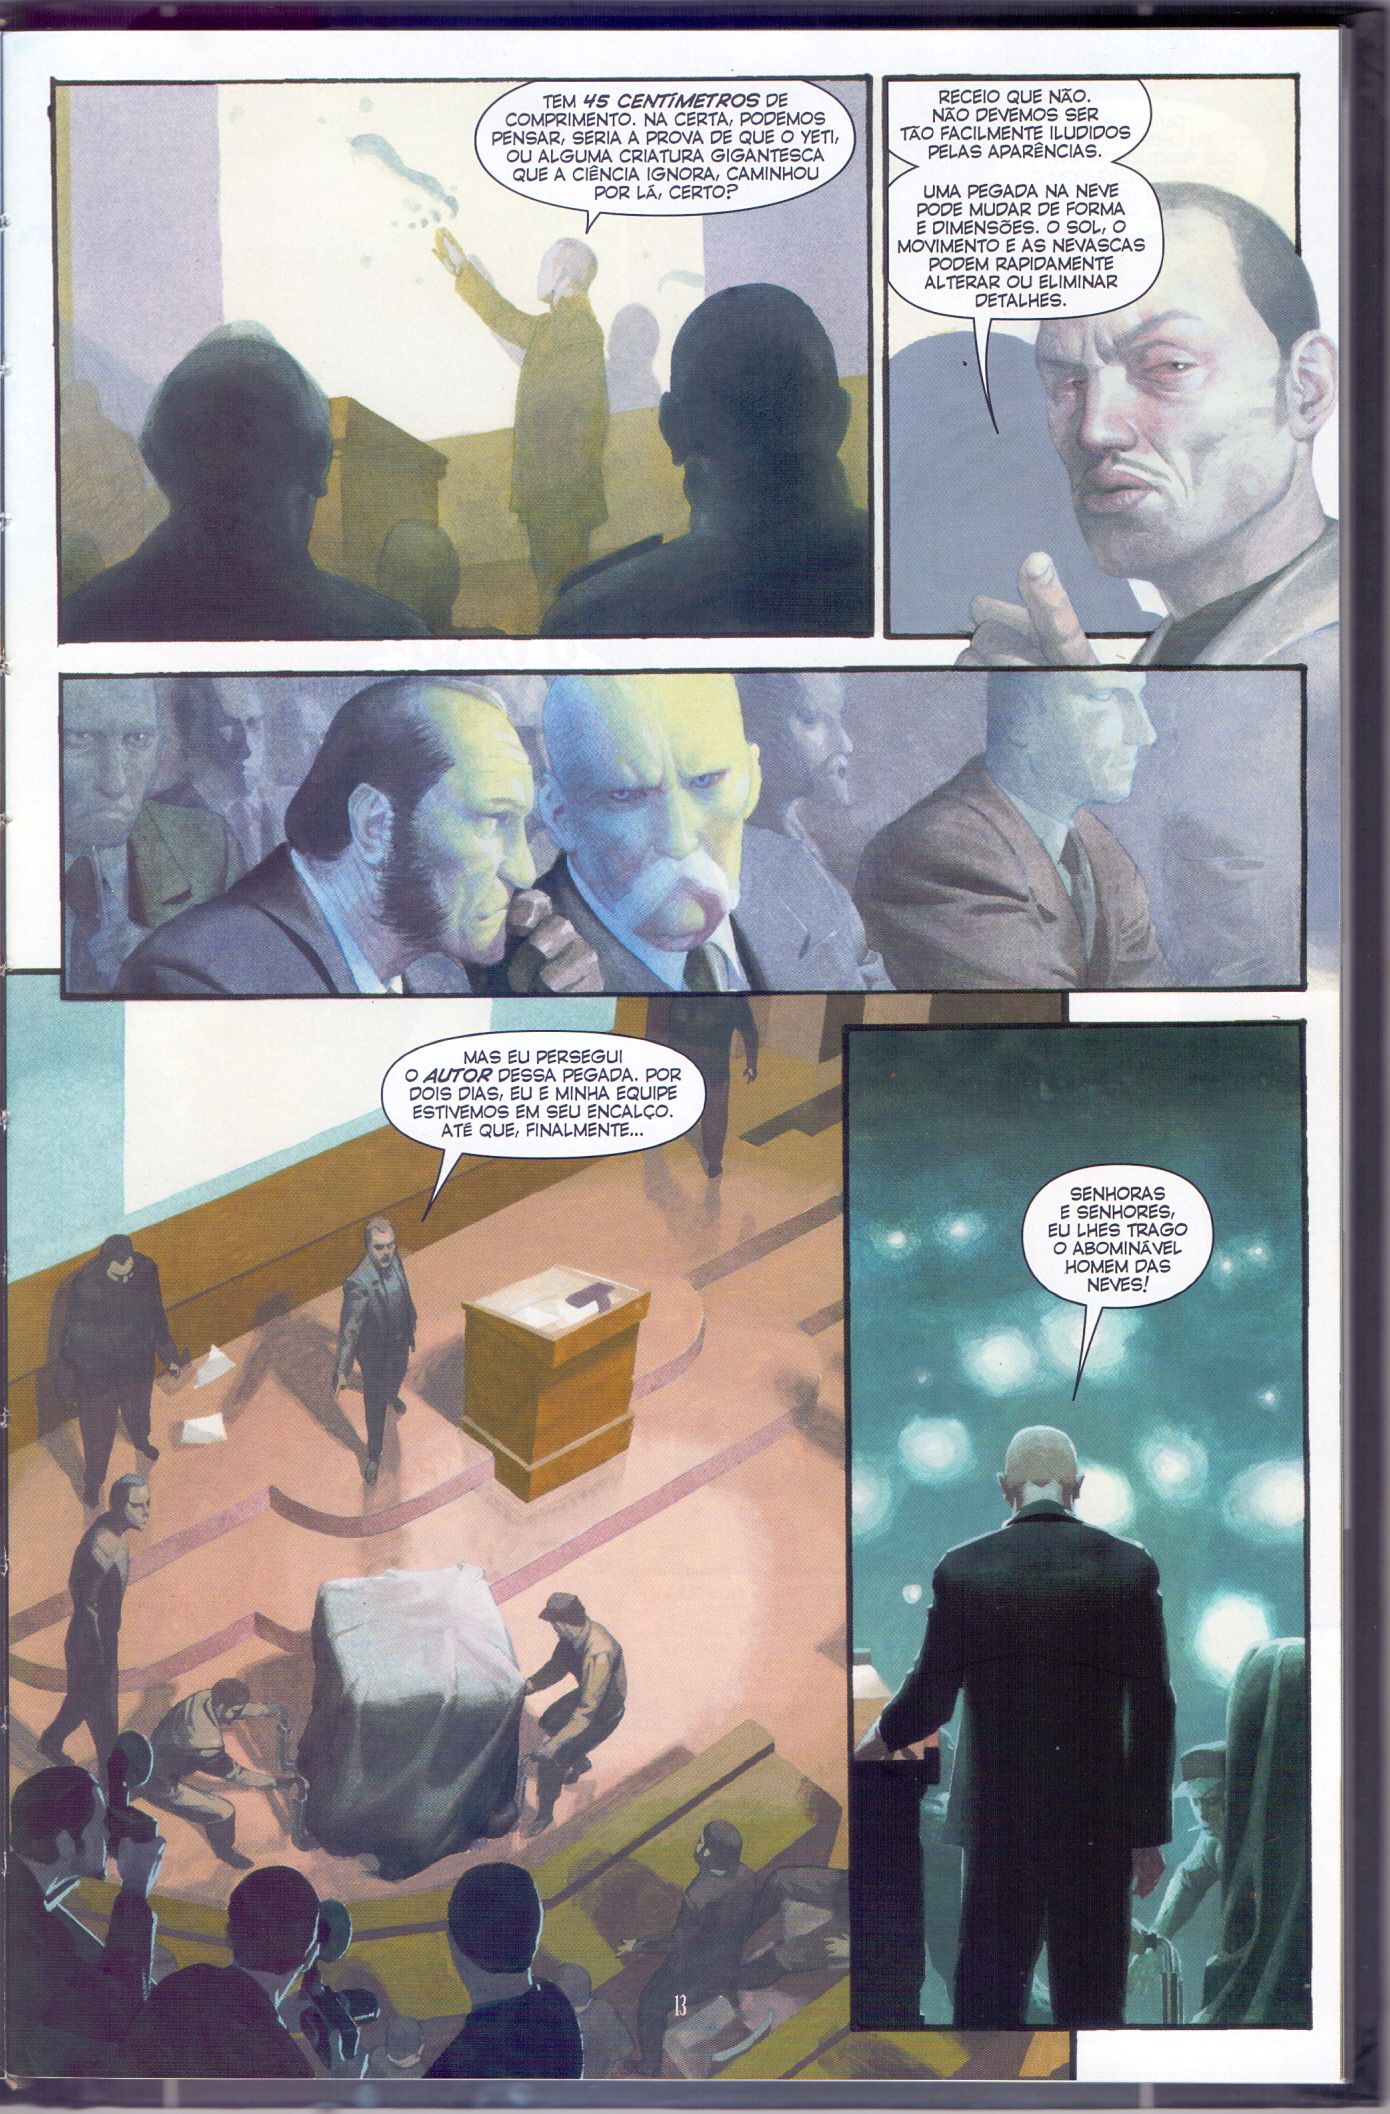 TEM 45 CENTÍMETROS DE
COMPRIMENTO. NA CERTA, PODEMOS
PENSAR, SERIA A PROVA DE QUE O YETI,
OU ALGUMA CRIATURA GIGANTESCA
QUE A CIÊNCIA IGNORA, CAMINHOU
POR LÁ, CERTO?
RECEIO QUE NÃO.
NÃO DEVEMOS SER
TÃO FACILMENTE ILUDIDOS
PELAS APARÊNCIAS.
UMA PEGADA NA NEVE
PODE MUDAR DE FORMA
E DIMENSÕES. O SOL, O
MOVIMENTO E AS NEVASCAS
PODEM RAPIDAMENTE
ALTERAR OU ELIMINAR
DETALHES.
MAS EU PERSEGUI
O AUTOR DESSA PEGADA. POR
DOIS DIAS, EU E MINHA EQUIPE
ESTIVEMOS EM SEU ENCALÇO.
ATÉ QUE, FINALMENTE...
SENHORAS
E SENHORES,
EU LHES TRAGO
O ABOMINÁVEL
HOMEM DAS
NEVES!
13